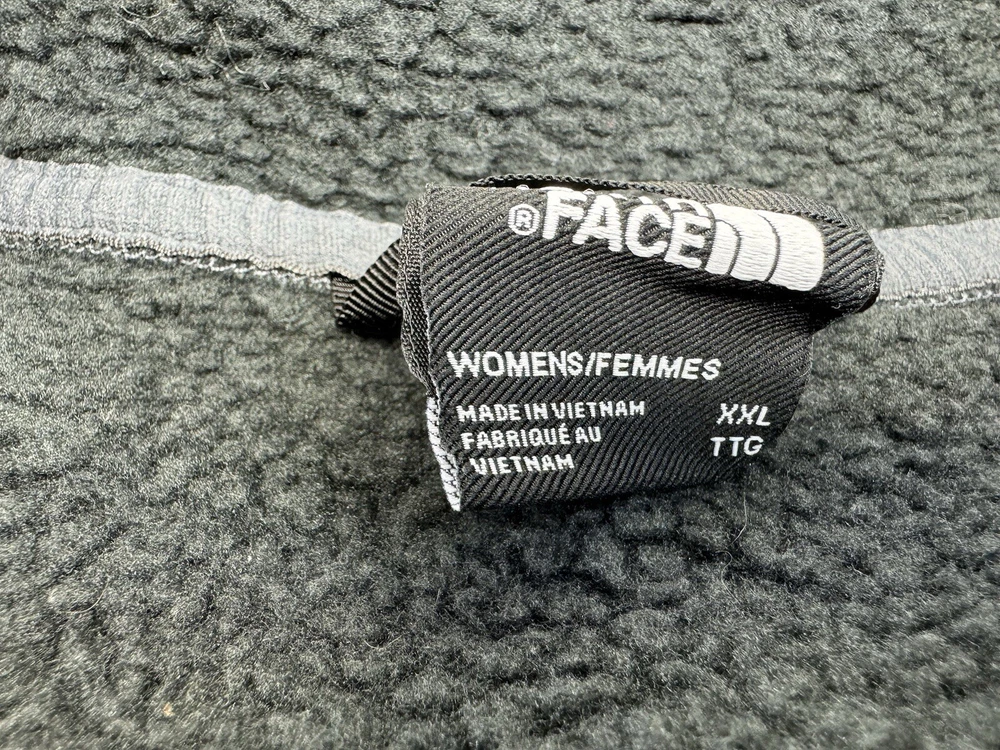 ®FACE
WOMENS/FEMMES
MADE IN VIETNAM XXL
FABRIQUÉ AU TTG
VIETNAM